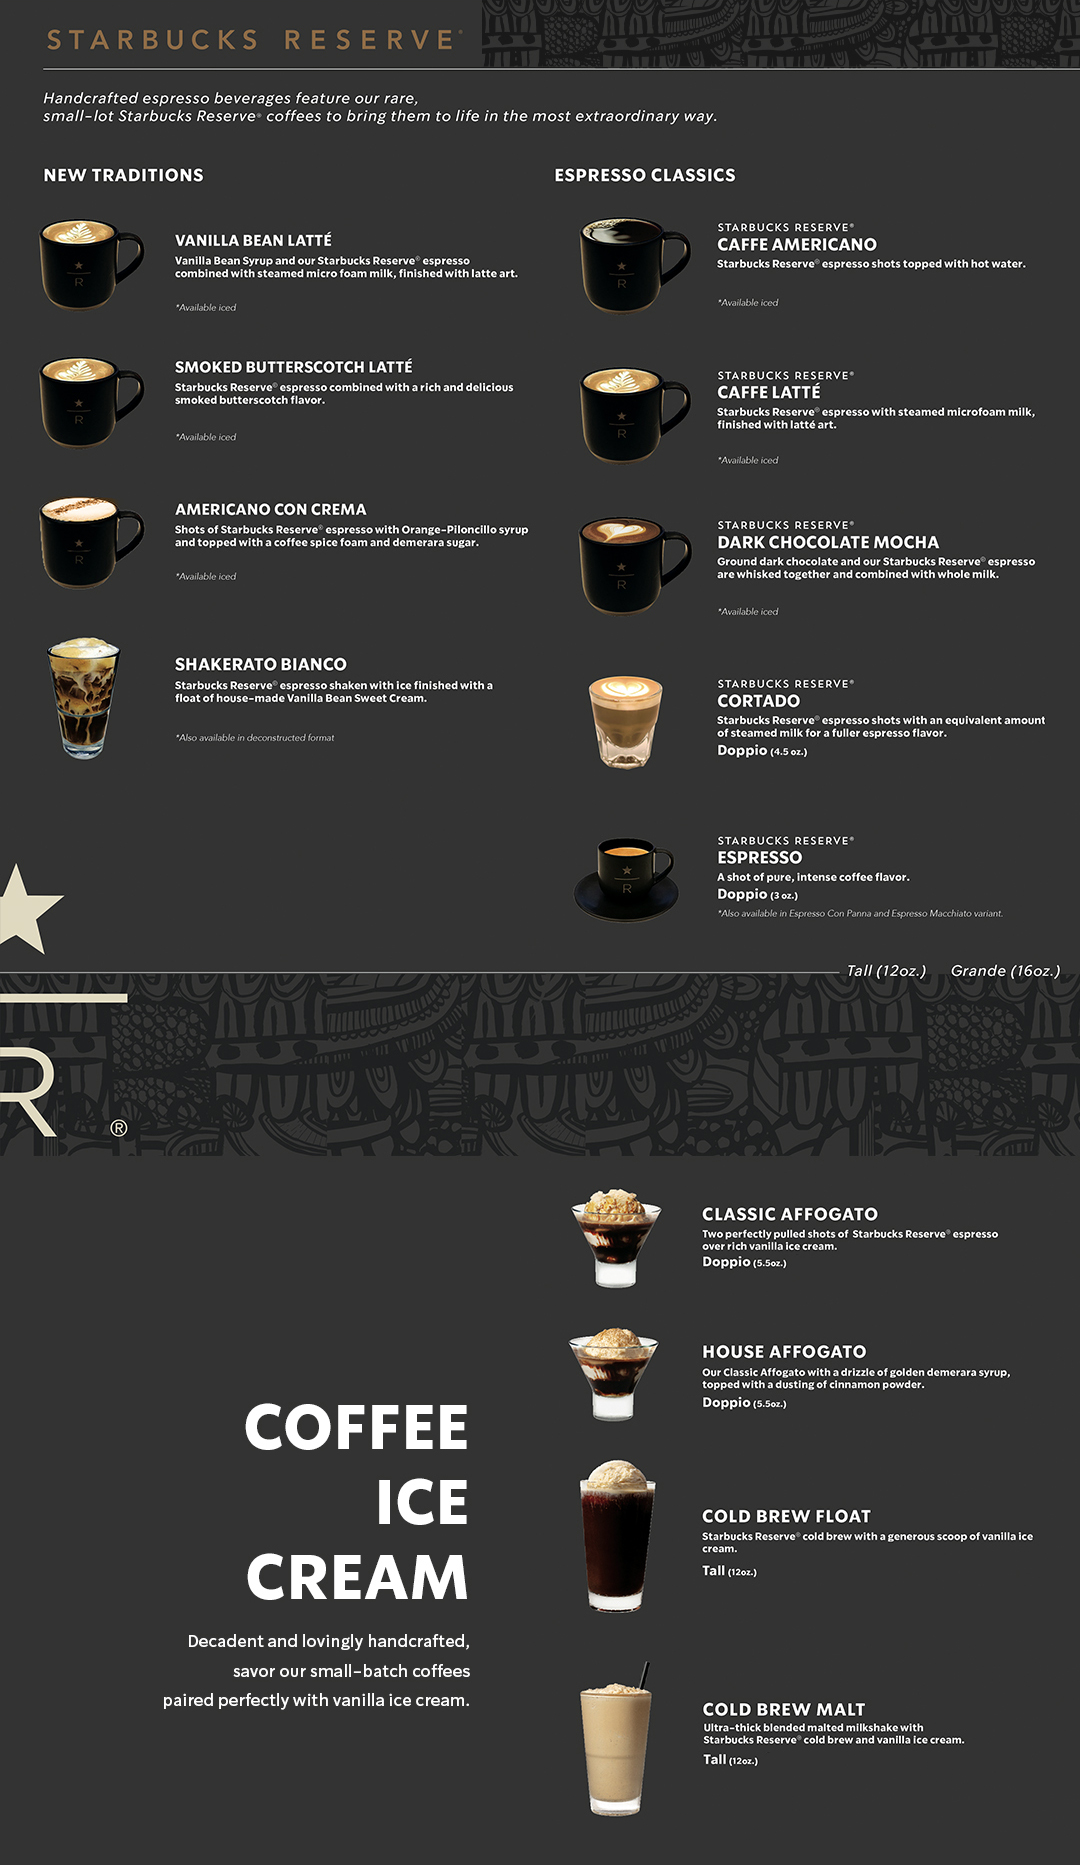 STARBUCKS RESERVE®
Handcrafted espresso beverages feature our rare,
small-lot Starbucks Reserve® coffees to bring them to life in the most extraordinary way.
NEW TRADITIONS
VANILLA BEAN LATTÉ
Vanilla Bean Syrup and our Starbucks Reserve® espresso
combined with steamed micro foam milk, finished with latte art.
*Available iced
SMOKED BUTTERSCOTCH LATTÉ
Starbucks Reserve® espresso combined with a rich and delicious
smoked butterscotch flavor.
*Available iced
AMERICANO CON CREMA
Shots of Starbucks Reserve® espresso with Orange-Piloncillo syrup
and topped with a coffee spice foam and demerara sugar.
*Available iced
SHAKERATO BIANCO
Starbucks Reserve® espresso shaken with ice finished with a
float of house-made Vanilla Bean Sweet Cream.
*Also available in deconstructed format
ESPRESSO CLASSICS
STARBUCKS RESERVE®
CAFFE AMERICANO
Starbucks Reserve® espresso shots topped with hot water.
*Available iced
STARBUCKS RESERVE®
CAFFE LATTÉ
Starbucks Reserve® espresso with steamed microfoam milk,
finished with latté art.
*Available iced
STARBUCKS RESERVE®
DARK CHOCOLATE MOCHA
Ground dark chocolate and our Starbucks Reserve® espresso
are whisked together and combined with whole milk.
*Available iced
STARBUCKS RESERVE®
CORTADO
Starbucks Reserve® espresso shots with an equivalent amount
of steamed milk for a fuller espresso flavor.
Doppio (4.5 oz.)
STARBUCKS RESERVE®
ESPRESSO
A shot of pure, intense coffee flavor.
Doppio (3 oz.)
*Also available in Espresso Con Panna and Espresso Macchiato variant.
Tall (12oz.) Grande (16oz.)
R ®
COFFEE
ICE
CREAM
Decadent and lovingly handcrafted,
savor our small-batch coffees
paired perfectly with vanilla ice cream.
CLASSIC AFFOGATO
Two perfectly pulled shots of Starbucks Reserve® espresso
over rich vanilla ice cream.
Doppio (5.5oz.)
HOUSE AFFOGATO
Our Classic Affogato with a drizzle of golden demerara syrup,
topped with a dusting of cinnamon powder.
Doppio (5.5oz.)
COLD BREW FLOAT
Starbucks Reserve® cold brew with a generous scoop of vanilla ice
cream.
Tall (12oz.)
COLD BREW MALT
Ultra-thick blended malted milkshake with
Starbucks Reserve® cold brew and vanilla ice cream.
Tall (12oz.)